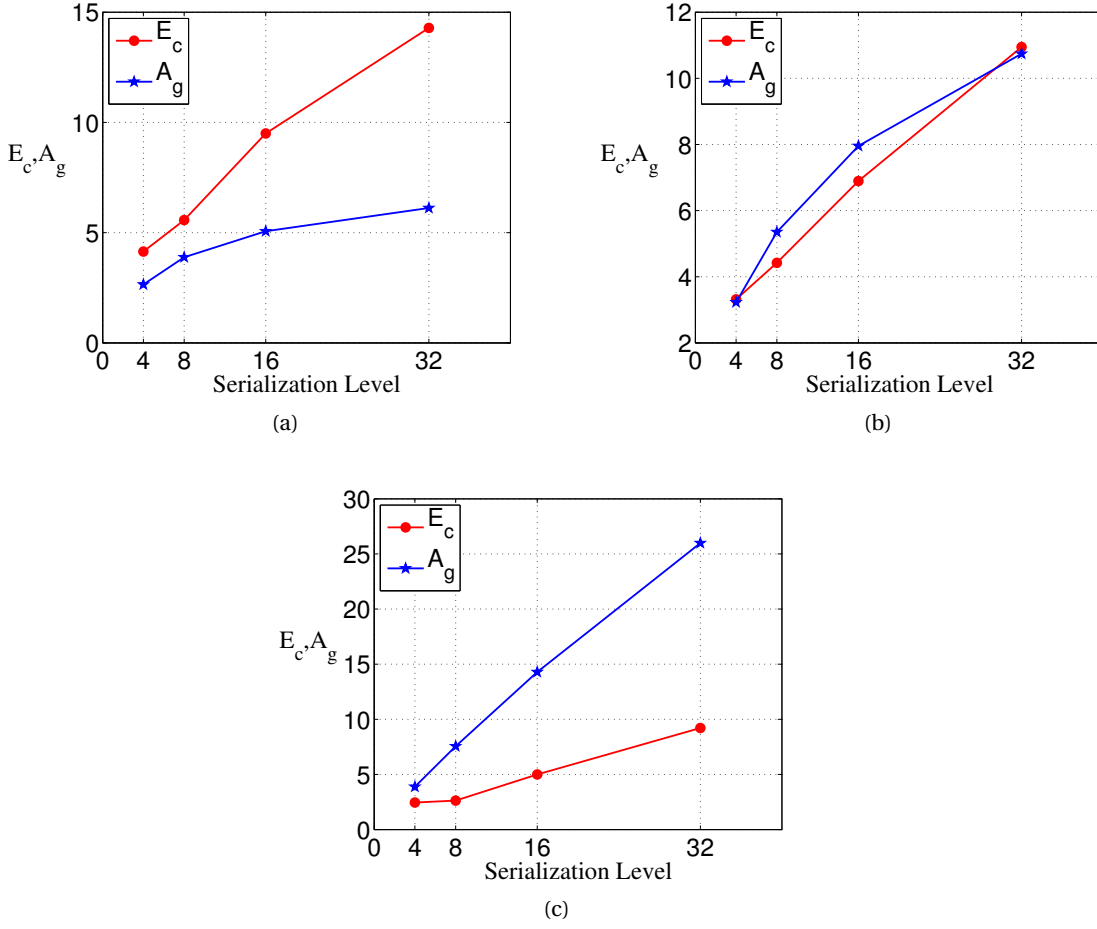 15
10
5
0
E_c
A_g
E_c,A_g
0 4 8 16 32
Serialization Level
(a)
12
10
8
6
4
2
E_c
A_g
E_c,A_g
0 4 8 16 32
Serialization Level
(b)
30
25
20
15
10
5
0
E_c
A_g
E_c,A_g
0 4 8 16 32
Serialization Level
(c)